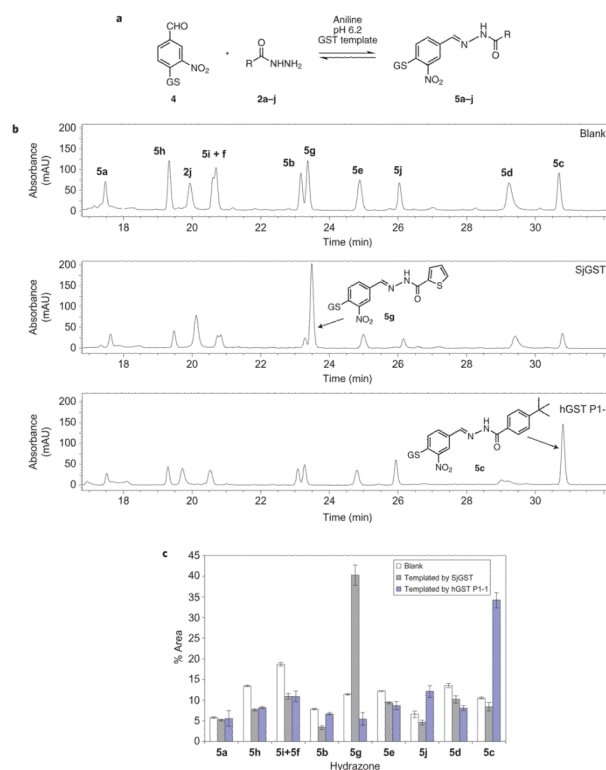 a
CHO
NO2
GS
4
+
O
R
NHNH2
2a–j
Aniline
pH 6.2
GST template
H
N
N
R
O
GS
NO2
5a–j
b
Blank
Absorbance
(mAU)
200
150
100
50
0
5a
5h
2j
5i + f
5b
5g
5e
5j
5d
5c
18 20 22 24 26 28 30
Time (min)
SjGST
Absorbance
(mAU)
200
150
100
50
0
H
N
N
S
O
GS
NO2
5g
18 20 22 24 26 28 30
Time (min)
hGST P1-
Absorbance
(mAU)
200
150
100
50
0
H
N
N
O
GS
NO2
5c
18 20 22 24 26 28 30
Time (min)
c
% Area
45
40
35
30
25
20
15
10
5
0
Blank
Templated by SjGST
Templated by hGST P1-1
5a 5h 5i+5f 5b 5g 5e 5j 5d 5c
Hydrazone